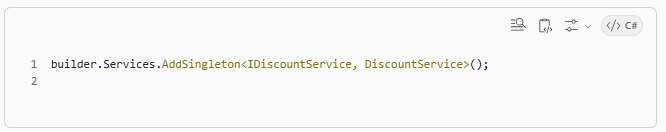 </> C#
1 builder.Services.AddSingleton<IDiscountService, DiscountService>();
2